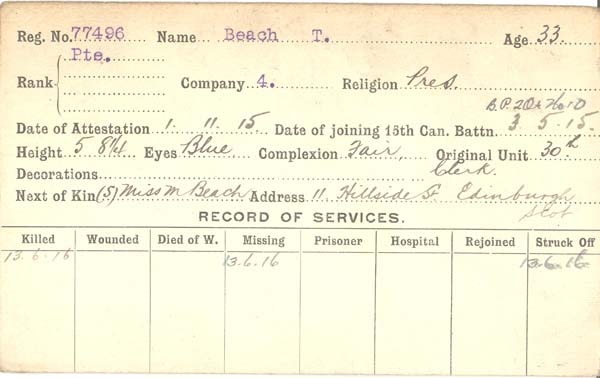 Reg. No. 77496 Name Beach T. Age 33.
Pte.
Rank Company 4. Religion Pres.
B.P. 2
Date of Attestation 1. 11. 15. Date of joining 15th Can. Battn. 3. 5. 15.
Height 5 8¼ Eyes Blue Complexion Fair, Original Unit 30th
Decorations Clerk.
Next of Kin (S) Miss M Beach Address 11 Hillside St Edinburgh
Scot
RECORD OF SERVICES.
Killed Wounded Died of W. Missing Prisoner Hospital Rejoined Struck Off
13.6.16 13.6.16 13.6.16